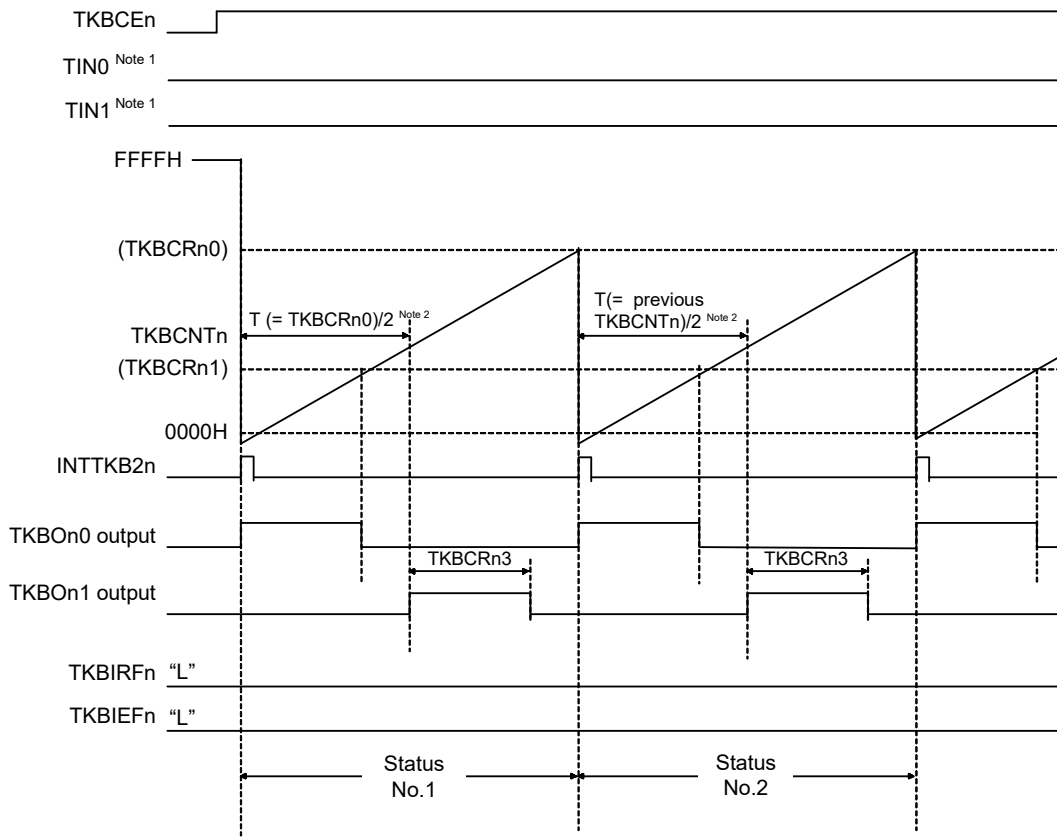 TKBCEn
TIN0 Note 1
TIN1 Note 1
FFFFH
(TKBCRn0)
T (= TKBCRn0)/2 Note 2
T(= previous
TKBCNTn)/2 Note 2
TKBCNTn
(TKBCRn1)
0000H
INTTKB2n
TKBOn0 output
TKBCRn3
TKBCRn3
TKBOn1 output
TKBIRFn "L"
TKBIEFn "L"
Status
No.1
Status
No.2